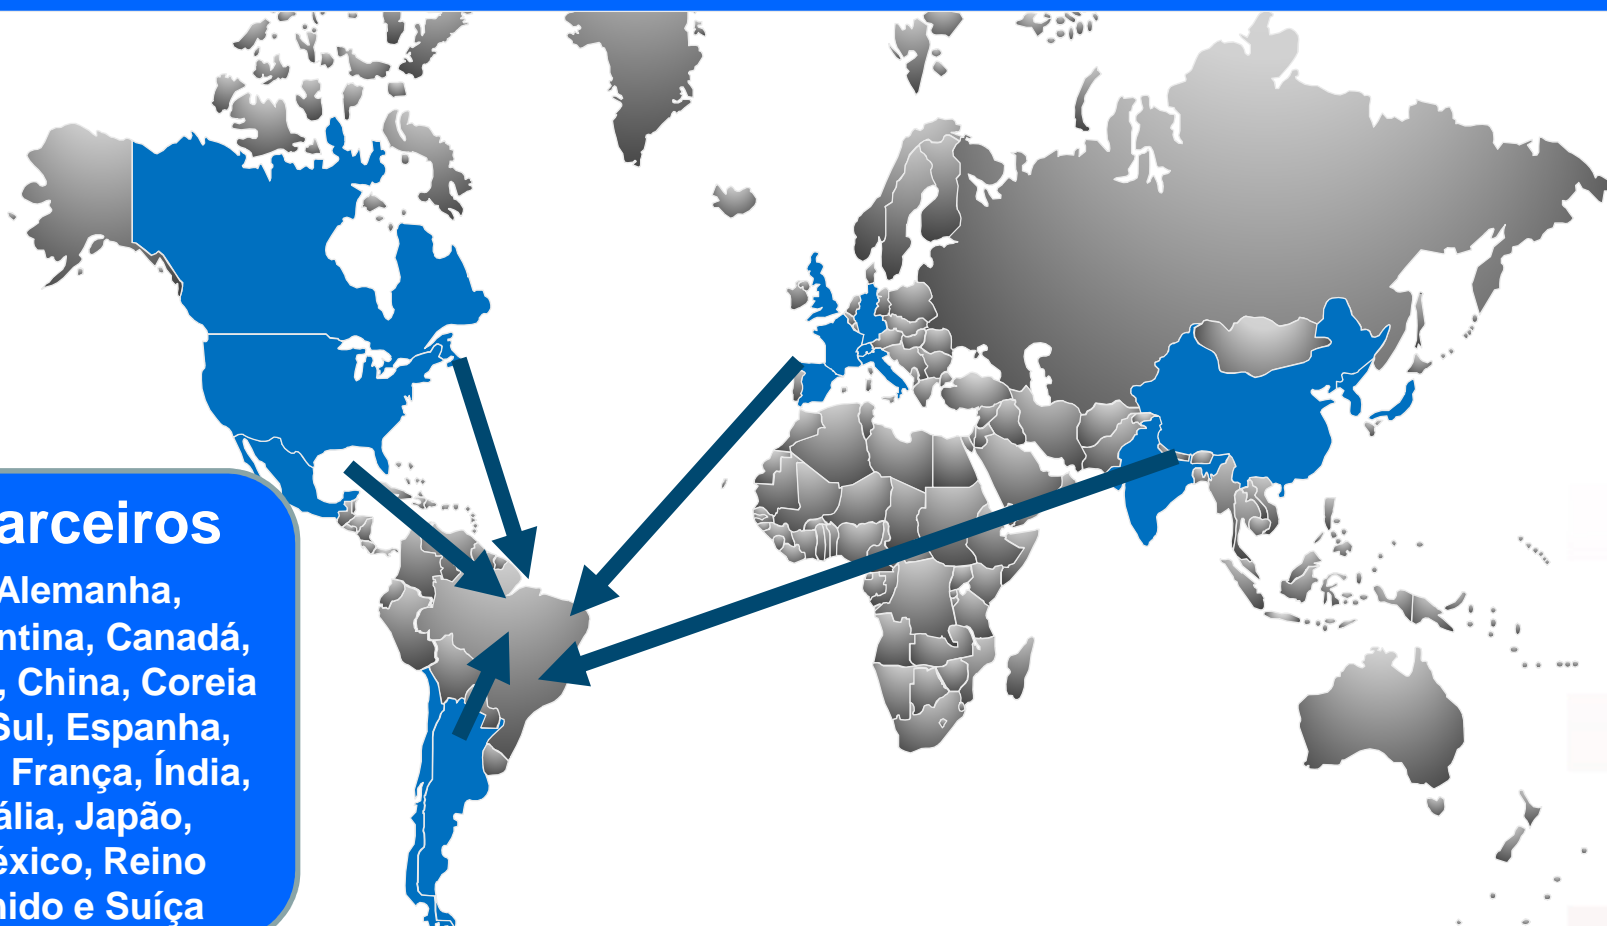 arceiros
Alemanha,
ntina, Canadá,
, China, Coreia
Sul, Espanha,
França, Índia,
ália, Japão,
éxico, Reino
nido e Suíça